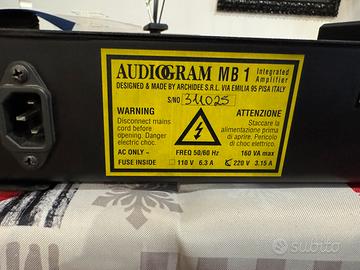 AUDIOGRAM MB 1 Integrated Amplifier
DESIGNED & MADE BY ARCHIDEE S.R.L. VIA EMILIA 95 PISA ITALY
S/NO 311025
WARNING
Disconnect mains
cord before
opening. Danger
electric choc.
ATTENZIONE
Staccare la
alimentazione prima
di aprire. Pericolo
di choc elettrico.
AC ONLY ~ FREQ 50/60 Hz 160 VA max
FUSE INSIDE 110 V 6.3 A 220 V 3.15 A
subito